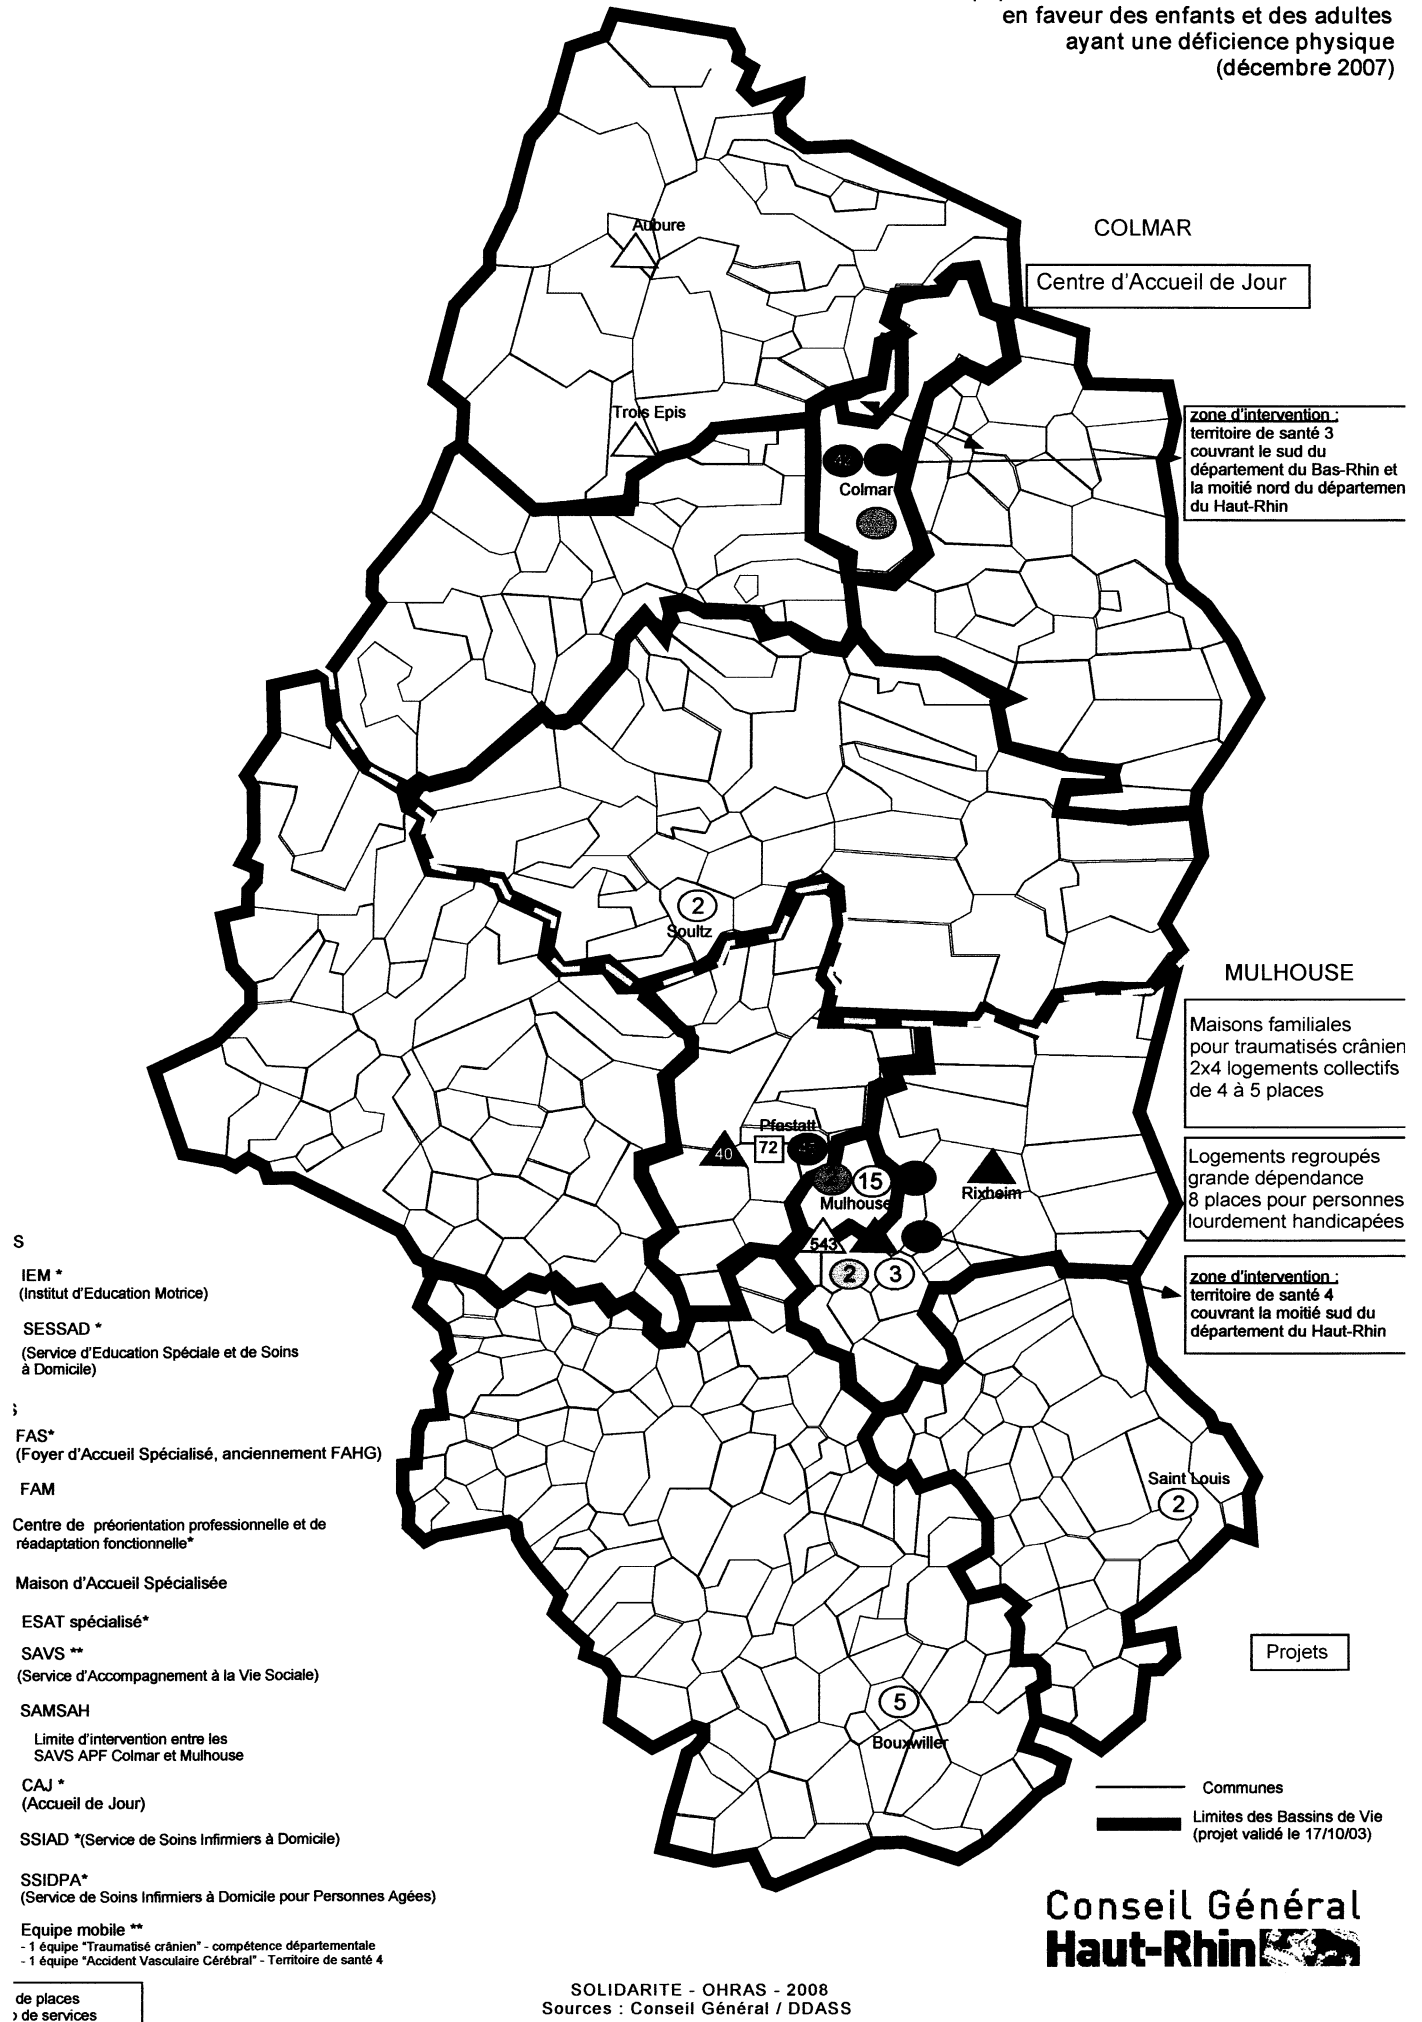 en faveur des enfants et des adultes
ayant une déficience physique
(décembre 2007)
Aubure
COLMAR
Centre d'Accueil de Jour
Trois Epis
zone d'intervention :
territoire de santé 3
couvrant le sud du
département du Bas-Rhin et
la moitié nord du départemen
du Haut-Rhin
Colmar
2
Soultz
MULHOUSE
Maisons familiales
pour traumatisés crânien
2x4 logements collectifs
de 4 à 5 places
Pfastatt
40
72
15
Mulhouse
Rixheim
Logements regroupés
grande dépendance
8 places pour personnes
lourdement handicapées
543
2
3
zone d'intervention :
territoire de santé 4
couvrant la moitié sud du
département du Haut-Rhin
S
IEM *
(Institut d'Education Motrice)
SESSAD *
(Service d'Education Spéciale et de Soins
à Domicile)
FAS*
(Foyer d'Accueil Spécialisé, anciennement FAHG)
FAM
Centre de préorientation professionnelle et de
réadaptation fonctionnelle*
Maison d'Accueil Spécialisée
ESAT spécialisé*
SAVS **
(Service d'Accompagnement à la Vie Sociale)
SAMSAH
Limite d'intervention entre les
SAVS APF Colmar et Mulhouse
CAJ *
(Accueil de Jour)
SSIAD *(Service de Soins Infirmiers à Domicile)
SSIDPA*
(Service de Soins Infirmiers à Domicile pour Personnes Agées)
Equipe mobile **
- 1 équipe "Traumatisé crânien" - compétence départementale
- 1 équipe "Accident Vasculaire Cérébral" - Territoire de santé 4
de places
de services
Saint Louis
2
Projets
5
Bouxwiller
Communes
Limites des Bassins de Vie
(projet validé le 17/10/03)
Conseil Général
Haut-Rhin
SOLIDARITE - OHRAS - 2008
Sources : Conseil Général / DDASS